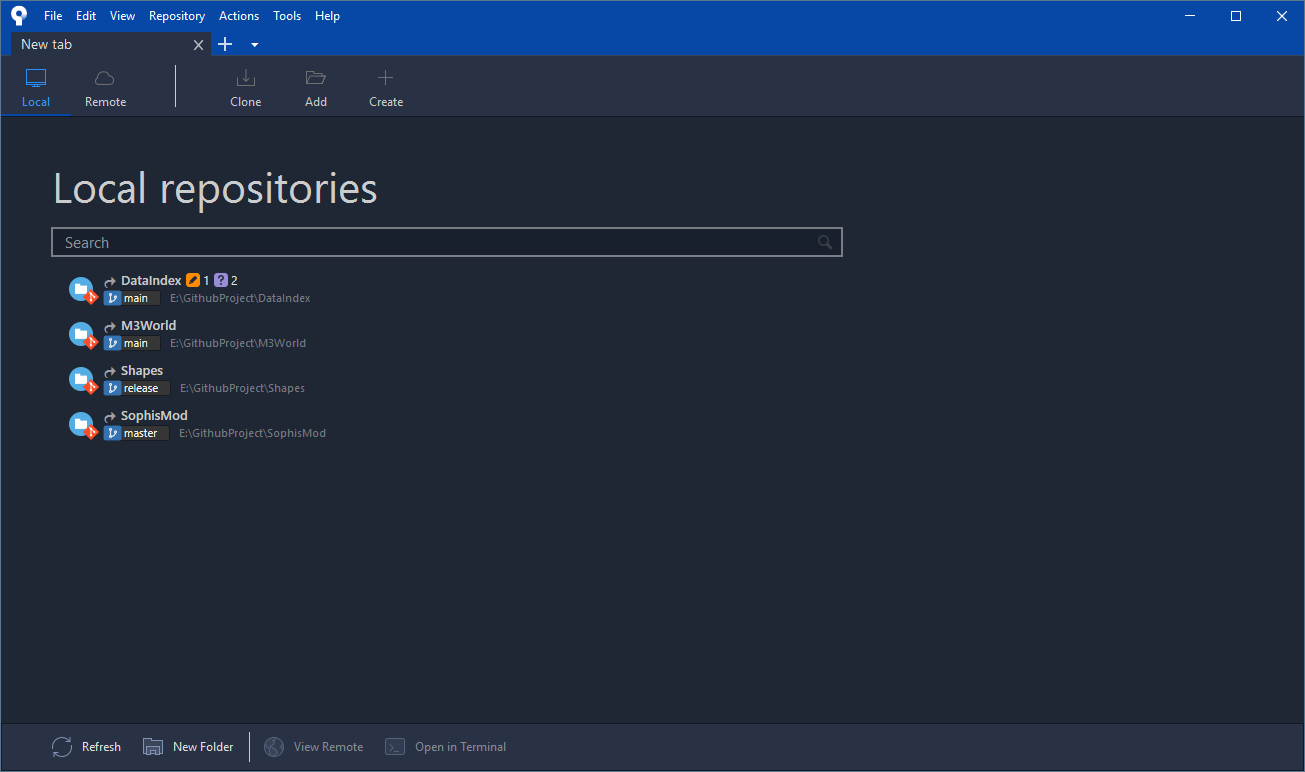 File Edit View Repository Actions Tools Help
New tab
Local Remote Clone Add Create
Local repositories
Search
DataIndex 1 ? 2
main E:\GithubProject\DataIndex
M3World
main E:\GithubProject\M3World
Shapes
release E:\GithubProject\Shapes
SophisMod
master E:\GithubProject\SophisMod
Refresh New Folder View Remote Open in Terminal